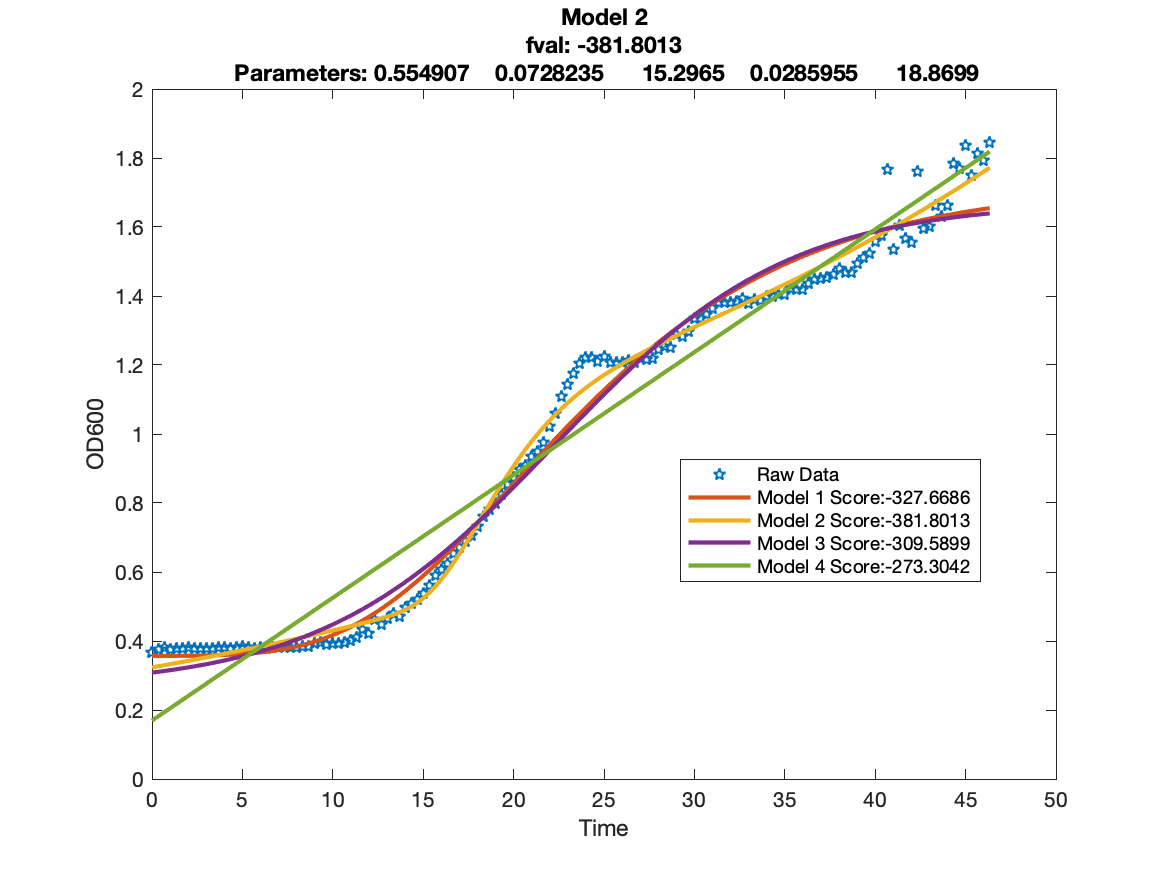 Model 2
fval: -381.8013
Parameters: 0.554907 0.0728235 15.2965 0.0285955 18.8699
2
1.8
1.6
1.4
1.2
1
0.8
0.6
0.4
0.2
0
OD600
Raw Data
Model 1 Score:-327.6686
Model 2 Score:-381.8013
Model 3 Score:-309.5899
Model 4 Score:-273.3042
0 5 10 15 20 25 30 35 40 45 50
Time